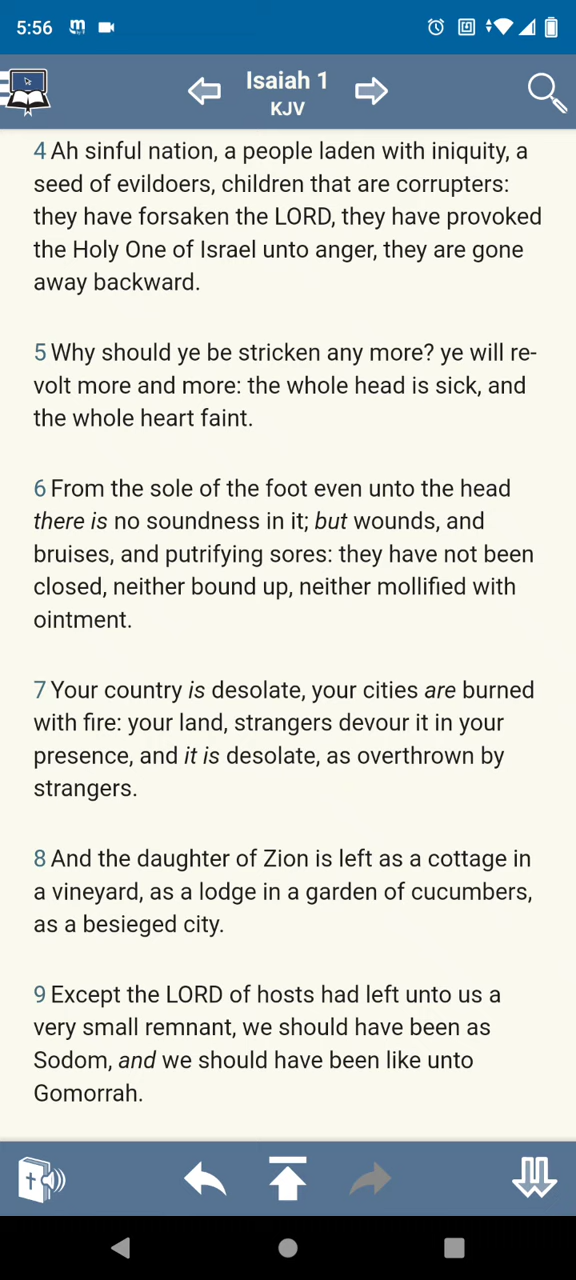 5:56
Isaiah 1
KJV
4 Ah sinful nation, a people laden with iniquity, a
seed of evildoers, children that are corrupters:
they have forsaken the LORD, they have provoked
the Holy One of Israel unto anger, they are gone
away backward.
5 Why should ye be stricken any more? ye will re-
volt more and more: the whole head is sick, and
the whole heart faint.
6 From the sole of the foot even unto the head
there is no soundness in it; but wounds, and
bruises, and putrifying sores: they have not been
closed, neither bound up, neither mollified with
ointment.
7 Your country is desolate, your cities are burned
with fire: your land, strangers devour it in your
presence, and it is desolate, as overthrown by
strangers.
8 And the daughter of Zion is left as a cottage in
a vineyard, as a lodge in a garden of cucumbers,
as a besieged city.
9 Except the LORD of hosts had left unto us a
very small remnant, we should have been as
Sodom, and we should have been like unto
Gomorrah.